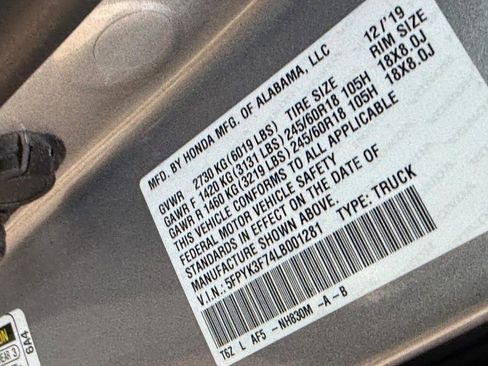 MFD. BY HONDA MFG. OF ALABAMA, LLC 12/'19
GVWR 2730 KG (6019 LBS) TIRE SIZE RIM SIZE
GAWR F 1420 KG (3131 LBS) 245/60R18 105H 18X8.0J
GAWR R 1460 KG (3219 LBS) 245/60R18 105H 18X8.0J
THIS VEHICLE CONFORMS TO ALL APPLICABLE
FEDERAL MOTOR VEHICLE SAFETY
STANDARDS IN EFFECT ON THE DATE OF
MANUFACTURE SHOWN ABOVE.
V.I.N.: 5FPYK3F74LB001281 TYPE: TRUCK
T6Z L AF5 -NH830M -A -B
6A4